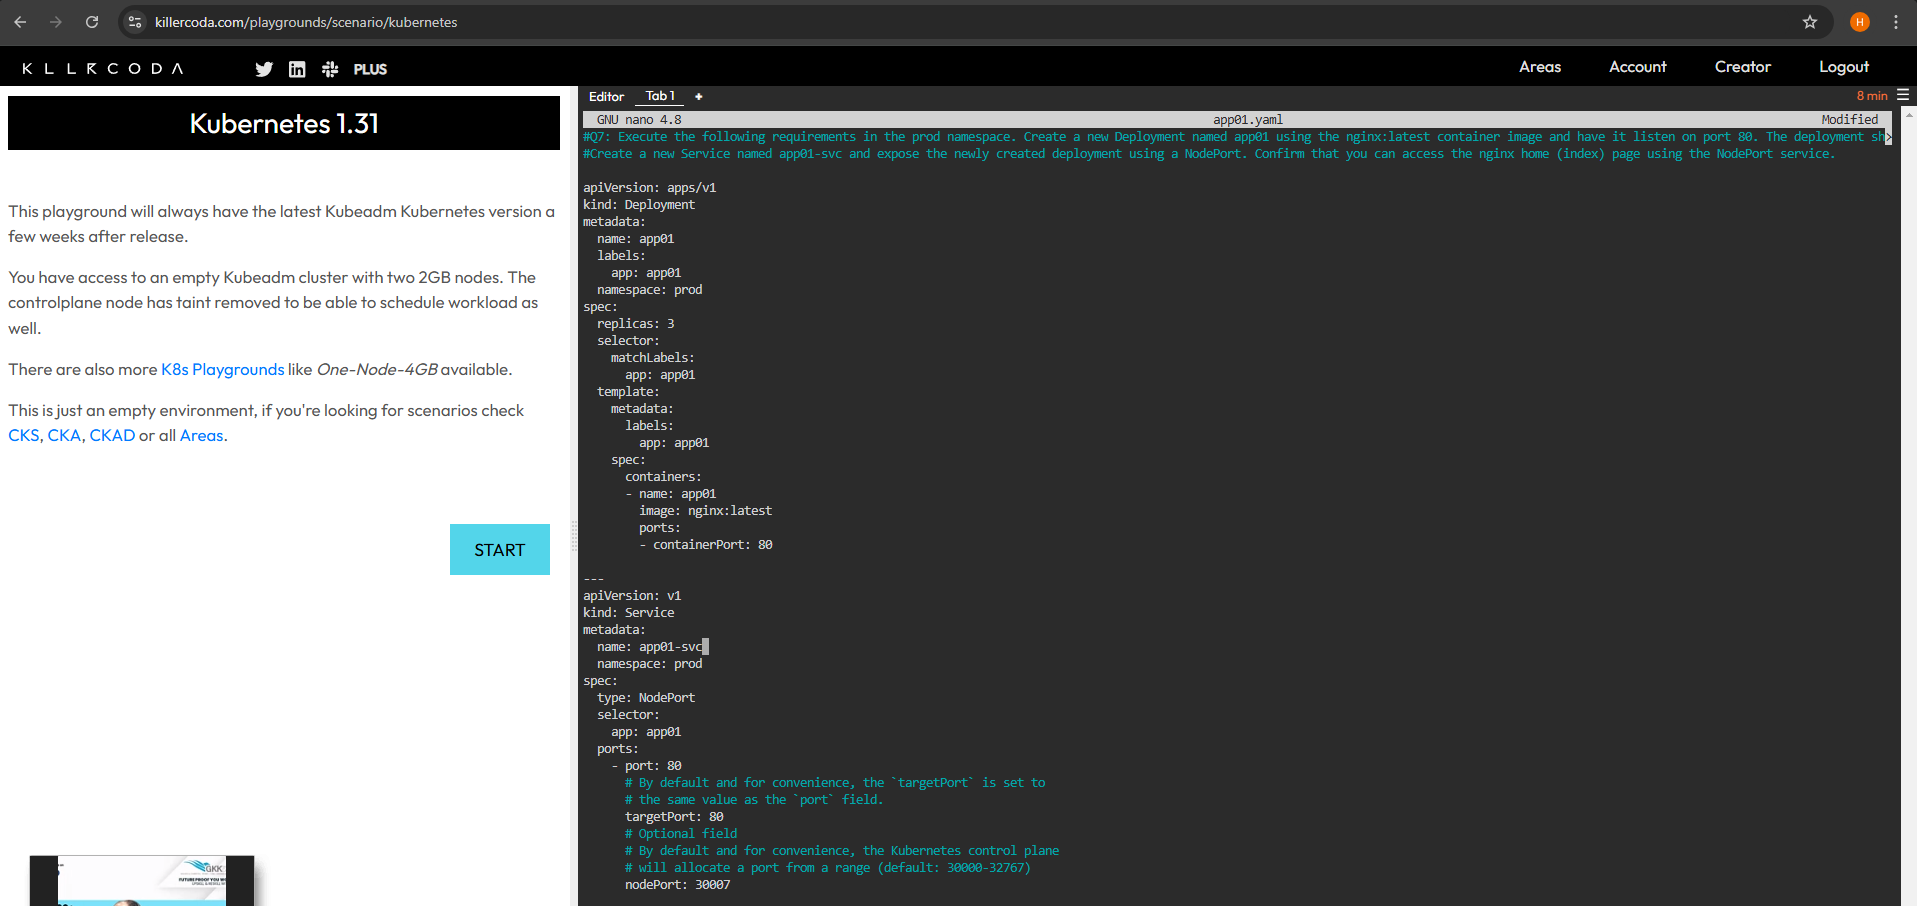 killercoda.com/playgrounds/scenario/kubernetes
H
KLLRCODA
PLUS
Areas
Account
Creator
Logout
Kubernetes 1.31
This playground will always have the latest Kubeadm Kubernetes version a
few weeks after release.
You have access to an empty Kubeadm cluster with two 2GB nodes. The
controlplane node has taint removed to be able to schedule workload as
well.
There are also more K8s Playgrounds like One-Node-4GB available.
This is just an empty environment, if you're looking for scenarios check
CKS, CKA, CKAD or all Areas.
START
GKK
Editor
Tab 1
+
8 min
GNU nano 4.8
app01.yaml
Modified
#Q7: Execute the following requirements in the prod namespace. Create a new Deployment named app01 using the nginx:latest container image and have it listen on port 80. The deployment sh>
#Create a new Service named app01-svc and expose the newly created deployment using a NodePort. Confirm that you can access the nginx home (index) page using the NodePort service.
apiVersion: apps/v1
kind: Deployment
metadata:
  name: app01
  labels:
    app: app01
  namespace: prod
spec:
  replicas: 3
  selector:
    matchLabels:
      app: app01
  template:
    metadata:
      labels:
        app: app01
    spec:
      containers:
      - name: app01
        image: nginx:latest
        ports:
        - containerPort: 80
---
apiVersion: v1
kind: Service
metadata:
  name: app01-svc
  namespace: prod
spec:
  type: NodePort
  selector:
    app: app01
  ports:
    - port: 80
      # By default and for convenience, the `targetPort` is set to
      # the same value as the `port` field.
      targetPort: 80
      # Optional field
      # By default and for convenience, the Kubernetes control plane
      # will allocate a port from a range (default: 30000-32767)
      nodePort: 30007